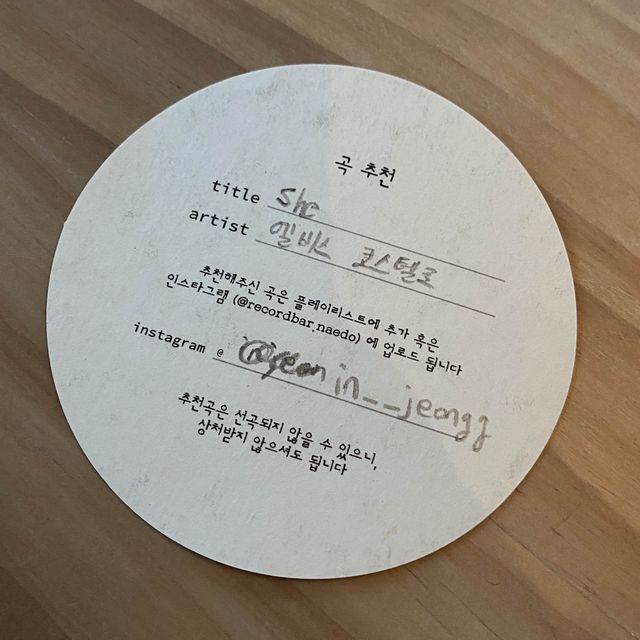 곡 추천
title She
artist 엘비스 코스텔로
추천해주신 곡은 플레이리스트에 추가 혹은
인스타그램 (@recordbar.naedo) 에 업로드 됩니다
instagram @ in__jeongj
추천곡은 선곡되지 않을 수 있으니,
상처받지 않으셔도 됩니다